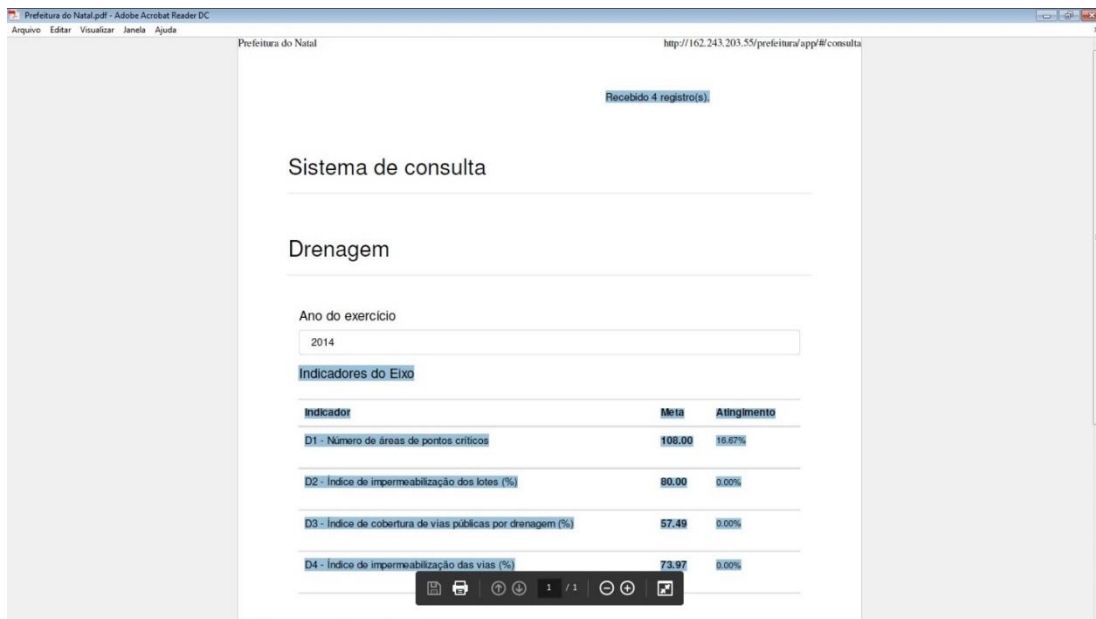 Prefeitura do Natal.pdf - Adobe Acrobat Reader DC
Arquivo Editar Visualizar Janela Ajuda
Prefeitura do Natal http://162.243.203.55/prefeitura/app/#/consulta
Recebido 4 registro(s).
Sistema de consulta
Drenagem
Ano do exercício
2014
Indicadores do Eixo
Indicador Meta Atingimento
D1 - Número de áreas de pontos críticos 108.00 16.67%
D2 - Índice de impermeabilização dos lotes (%) 80.00 0.00%
D3 - Índice de cobertura de vias públicas por drenagem (%) 57.49 0.00%
D4 - Índice de impermeabilização das vias (%) 73.97 0.00%
1 / 1